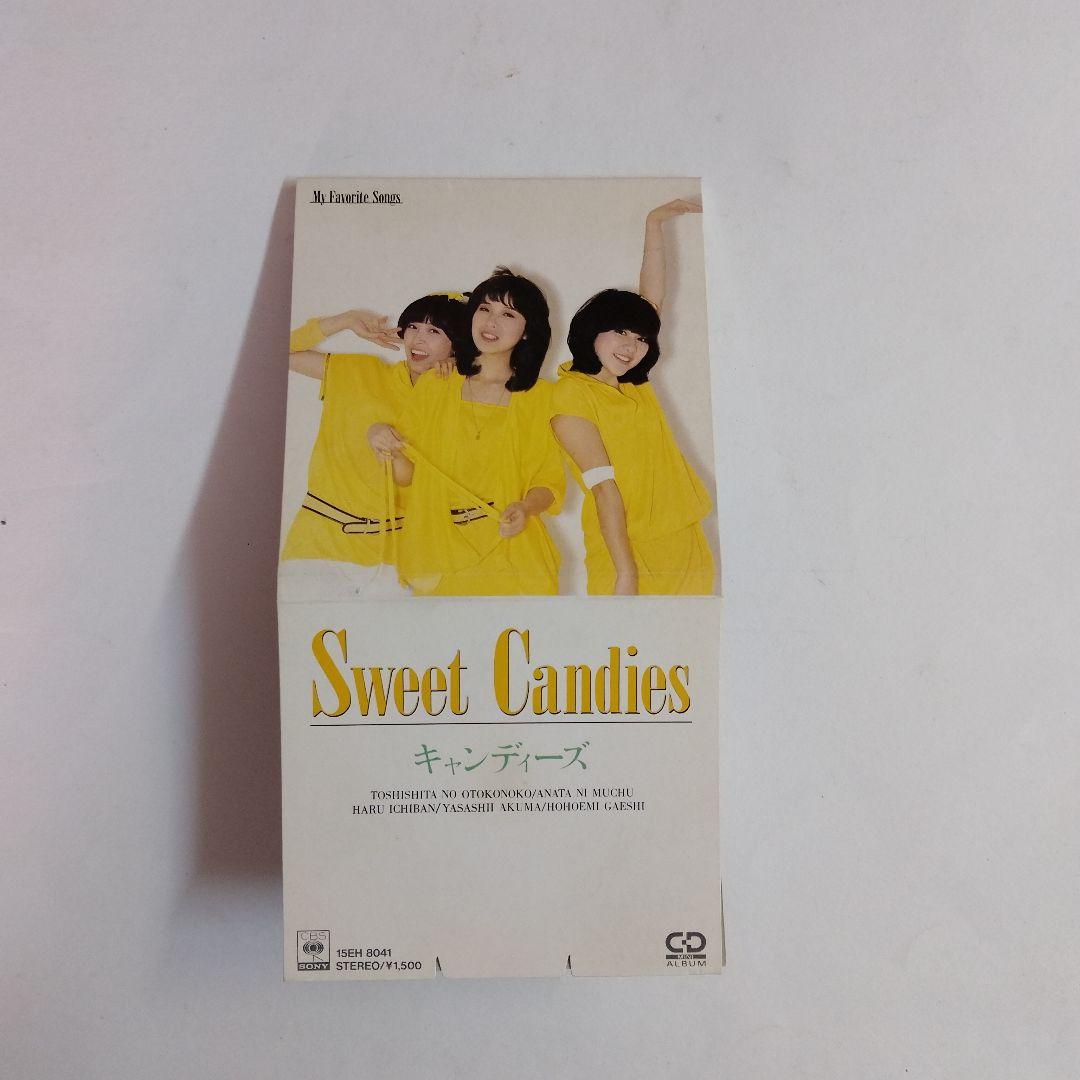 My Favorite Songs
Sweet Candies
キャンディーズ
TOSHISHITA NO OTOKONOKO/ANATA NI MUCHU
HARU ICHIBAN/YASASHII AKUMA/HOHOEMI GAESHI
CBS
SONY
15EH 8041
STEREO/¥1,500
CD
MINI
ALBUM